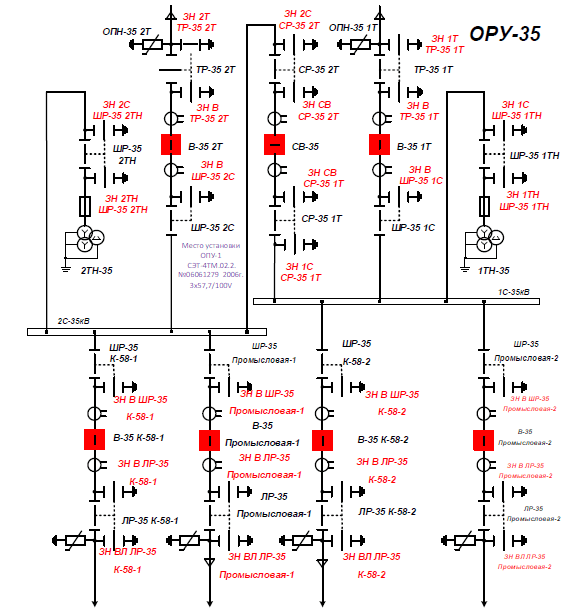 ОРУ-35
ОПН-35 2Т
ЗН 2Т
ТР-35 2Т
ЗН 2С
СР-35 2Т
ОПН-35 1Т
ЗН 1Т
ТР-35 1Т
ТР-35 2Т
СР-35 2Т
ТР-35 1Т
ЗН 2С
ШР-35 2ТН
ЗН В
ТР-35 2Т
ЗН СВ
СР-35 2Т
ЗН В
ТР-35 1Т
ЗН 1С
ШР-35 1ТН
ШР-35
2ТН
В-35 2Т
СВ-35
В-35 1Т
ШР-35 1ТН
ЗН В
ШР-35 2С
ЗН СВ
СР-35 1Т
ЗН В
ШР-35 1С
ЗН 2ТН
ШР-35 2ТН
ЗН 1ТН
ШР-35 1ТН
ШР-35 2С
СР-35 1Т
ШР-35 1С
Место установки
ОПУ-1
СЭТ-4ТМ.02.2.
№06061279 2006г.
3x57,7/100V
ЗН 1С
СР-35 1Т
2ТН-35
1ТН-35
1С-35кВ
2С-35кВ
ШР-35
К-58-1
ШР-35
Промысловая-1
ШР-35
К-58-2
ШР-35
Промысловая-2
ЗН В ШР-35
К-58-1
ЗН В ШР-35
Промысловая-1
ЗН В ШР-35
К-58-2
ЗН В ШР-35
Промысловая-2
В-35 К-58-1
В-35
Промысловая-1
В-35 К-58-2
В-35
Промысловая-2
ЗН В ЛР-35
К-58-1
ЗН В ЛР-35
Промысловая-1
ЗН В ЛР-35
К-58-2
ЗН В ЛР-35
Промысловая-2
ЛР-35 К-58-1
ЛР-35
Промысловая-1
ЛР-35 К-58-2
ЛР-35
Промысловая-2
ЗН ВЛ ЛР-35
К-58-1
ЗН ВЛ ЛР-35
Промысловая-1
ЗН ВЛ ЛР-35
К-58-2
ЗН ВЛ ЛР-35
Промысловая-2